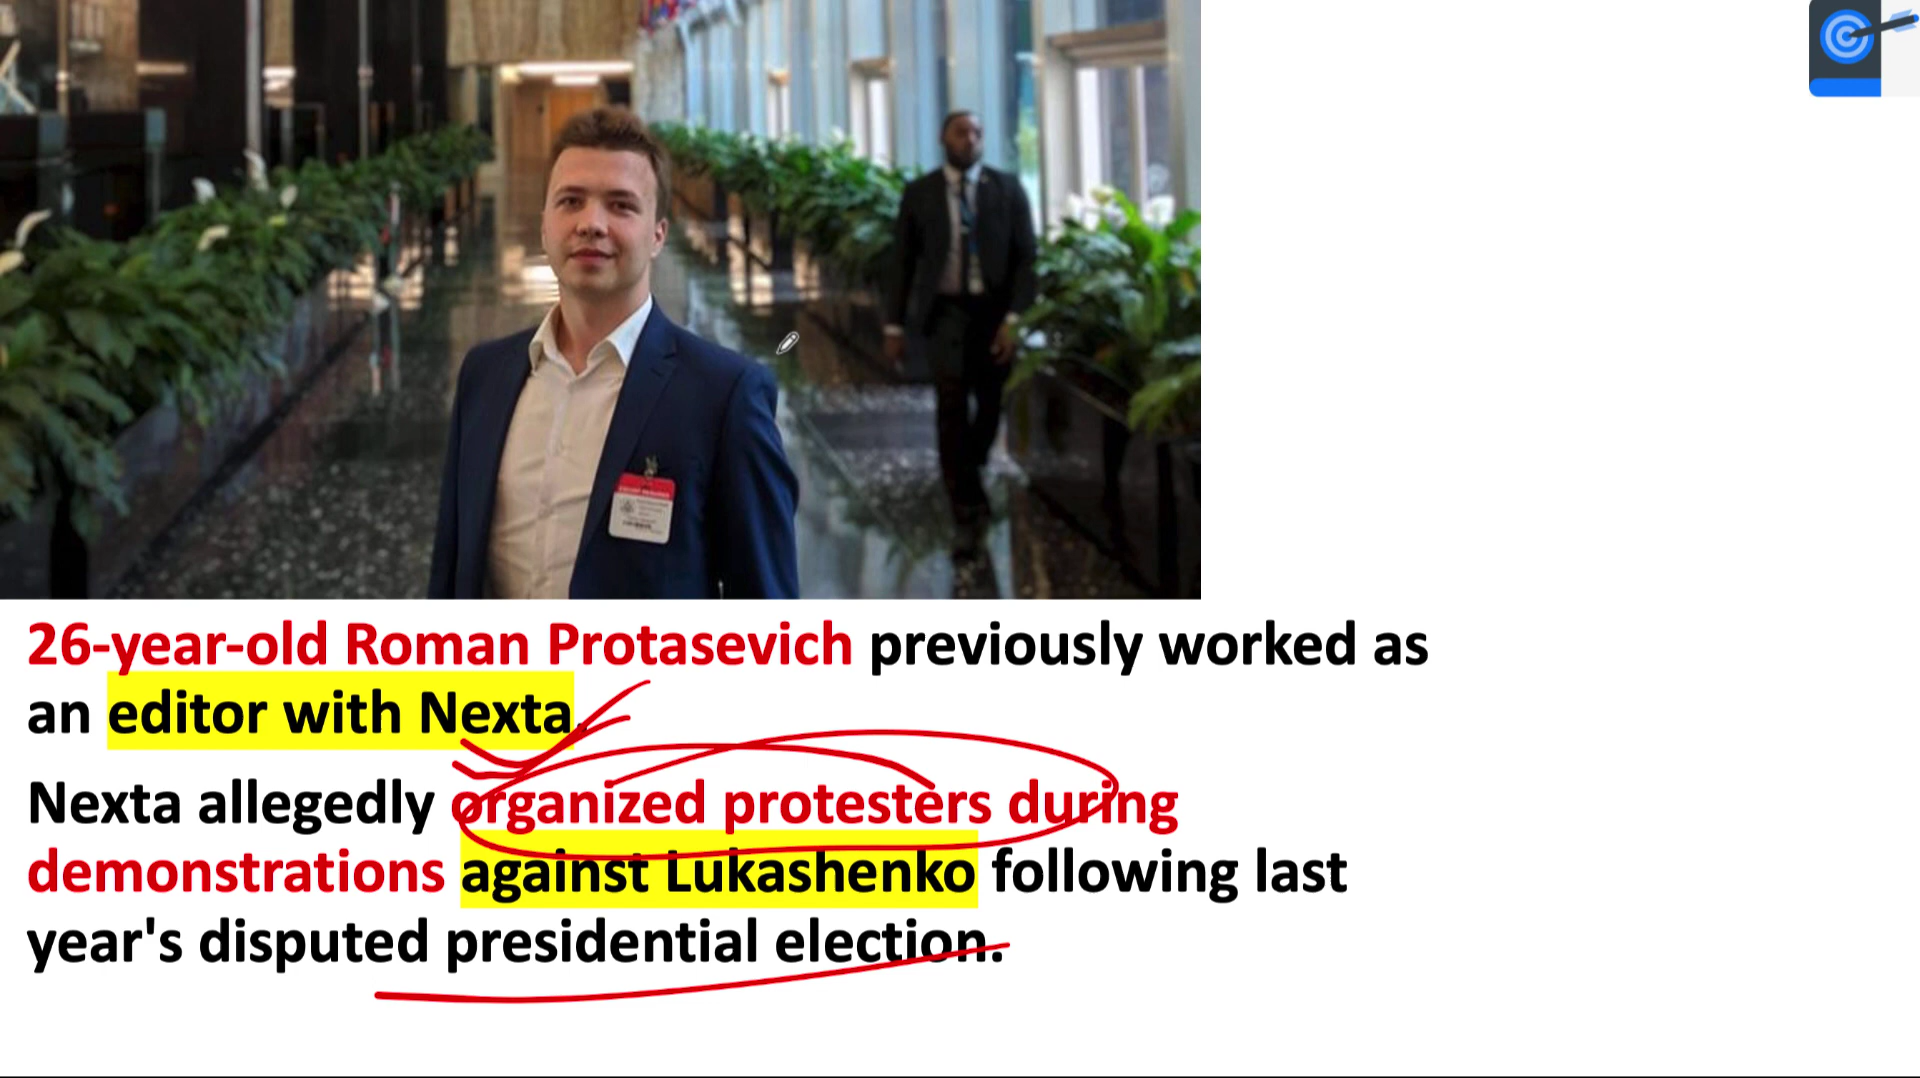 26-year-old Roman Protasevich previously worked as
an editor with Nexta.
Nexta allegedly organized protesters during
demonstrations against Lukashenko following last
year's disputed presidential election.